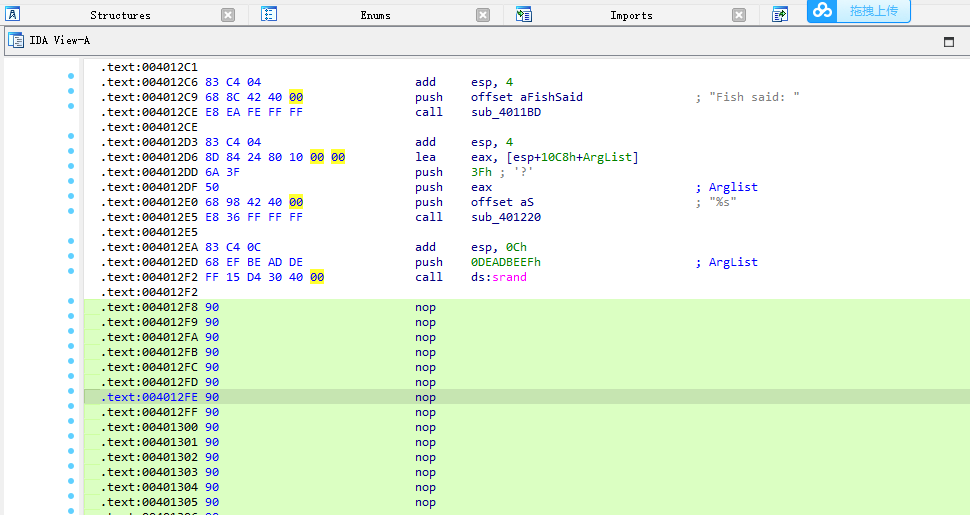 Structures Enums Imports 拖拽上传
IDA View-A
.text:004012C1
.text:004012C6 83 C4 04 add esp, 4
.text:004012C9 68 8C 42 40 00 push offset aFishSaid ; "Fish said: "
.text:004012CE E8 EA FE FF FF call sub_4011BD
.text:004012CE
.text:004012D3 83 C4 04 add esp, 4
.text:004012D6 8D 84 24 80 10 00 00 lea eax, [esp+10C8h+ArgList]
.text:004012DD 6A 3F push 3Fh ; '?'
.text:004012DF 50 push eax ; Arglist
.text:004012E0 68 98 42 40 00 push offset aS ; "%s"
.text:004012E5 E8 36 FF FF FF call sub_401220
.text:004012E5
.text:004012EA 83 C4 0C add esp, 0Ch
.text:004012ED 68 EF BE AD DE push 0DEADBEEFh ; ArgList
.text:004012F2 FF 15 D4 30 40 00 call ds:srand
.text:004012F2
.text:004012F8 90 nop
.text:004012F9 90 nop
.text:004012FA 90 nop
.text:004012FB 90 nop
.text:004012FC 90 nop
.text:004012FD 90 nop
.text:004012FE 90 nop
.text:004012FF 90 nop
.text:00401300 90 nop
.text:00401301 90 nop
.text:00401302 90 nop
.text:00401303 90 nop
.text:00401304 90 nop
.text:00401305 90 nop